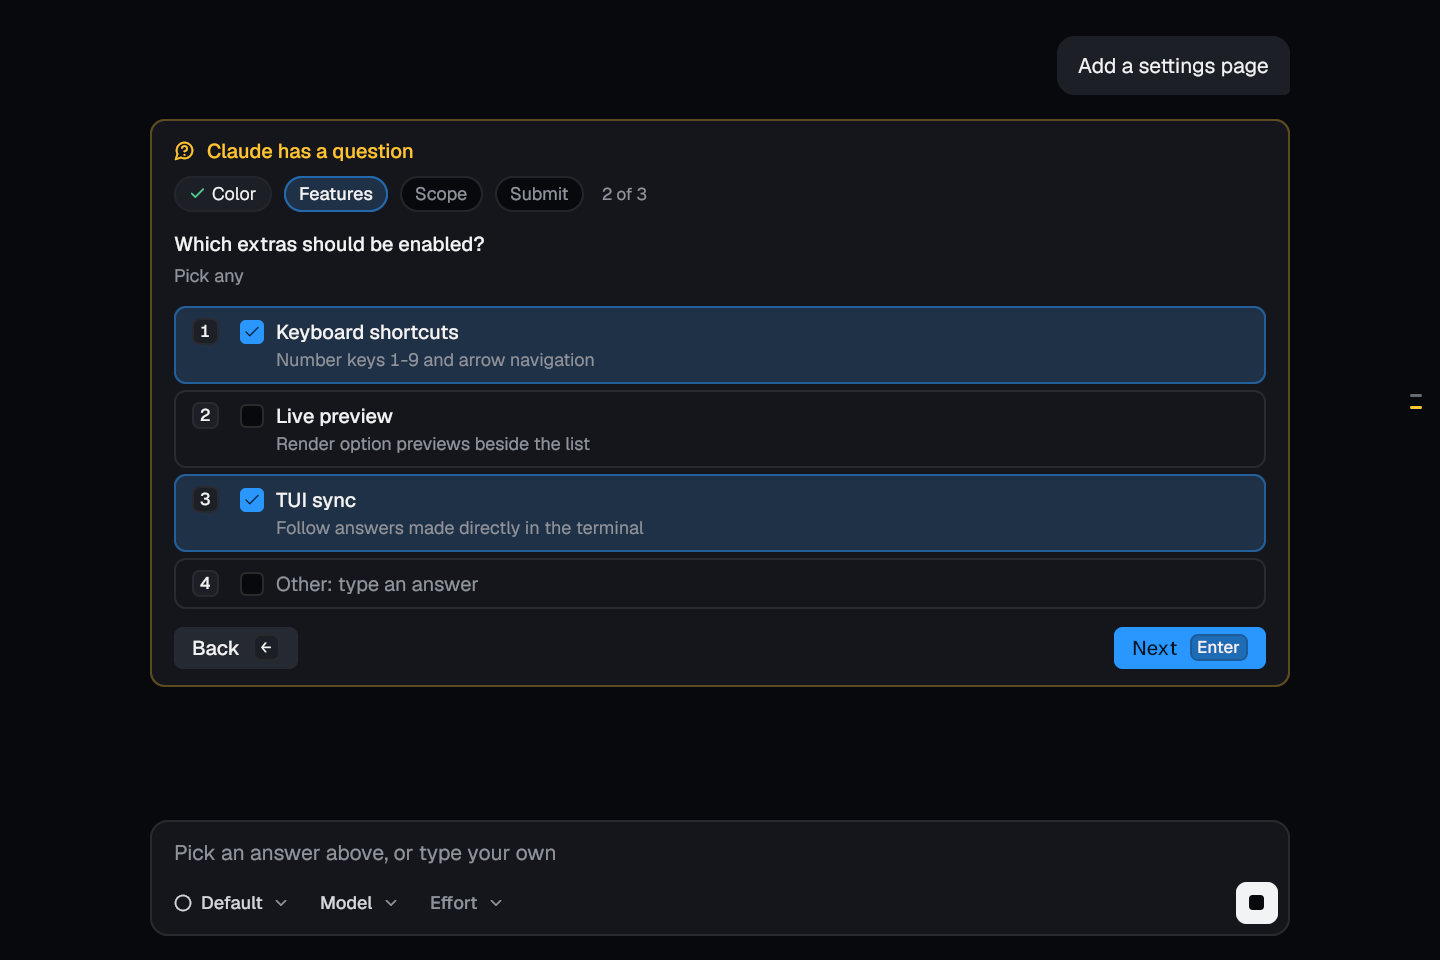 Add a settings page
Claude has a question
Color Features Scope Submit 2 of 3
Which extras should be enabled?
Pick any
1 Keyboard shortcuts
Number keys 1-9 and arrow navigation
2 Live preview
Render option previews beside the list
3 TUI sync
Follow answers made directly in the terminal
4 Other: type an answer
Back ← Next Enter
Pick an answer above, or type your own
Default Model Effort